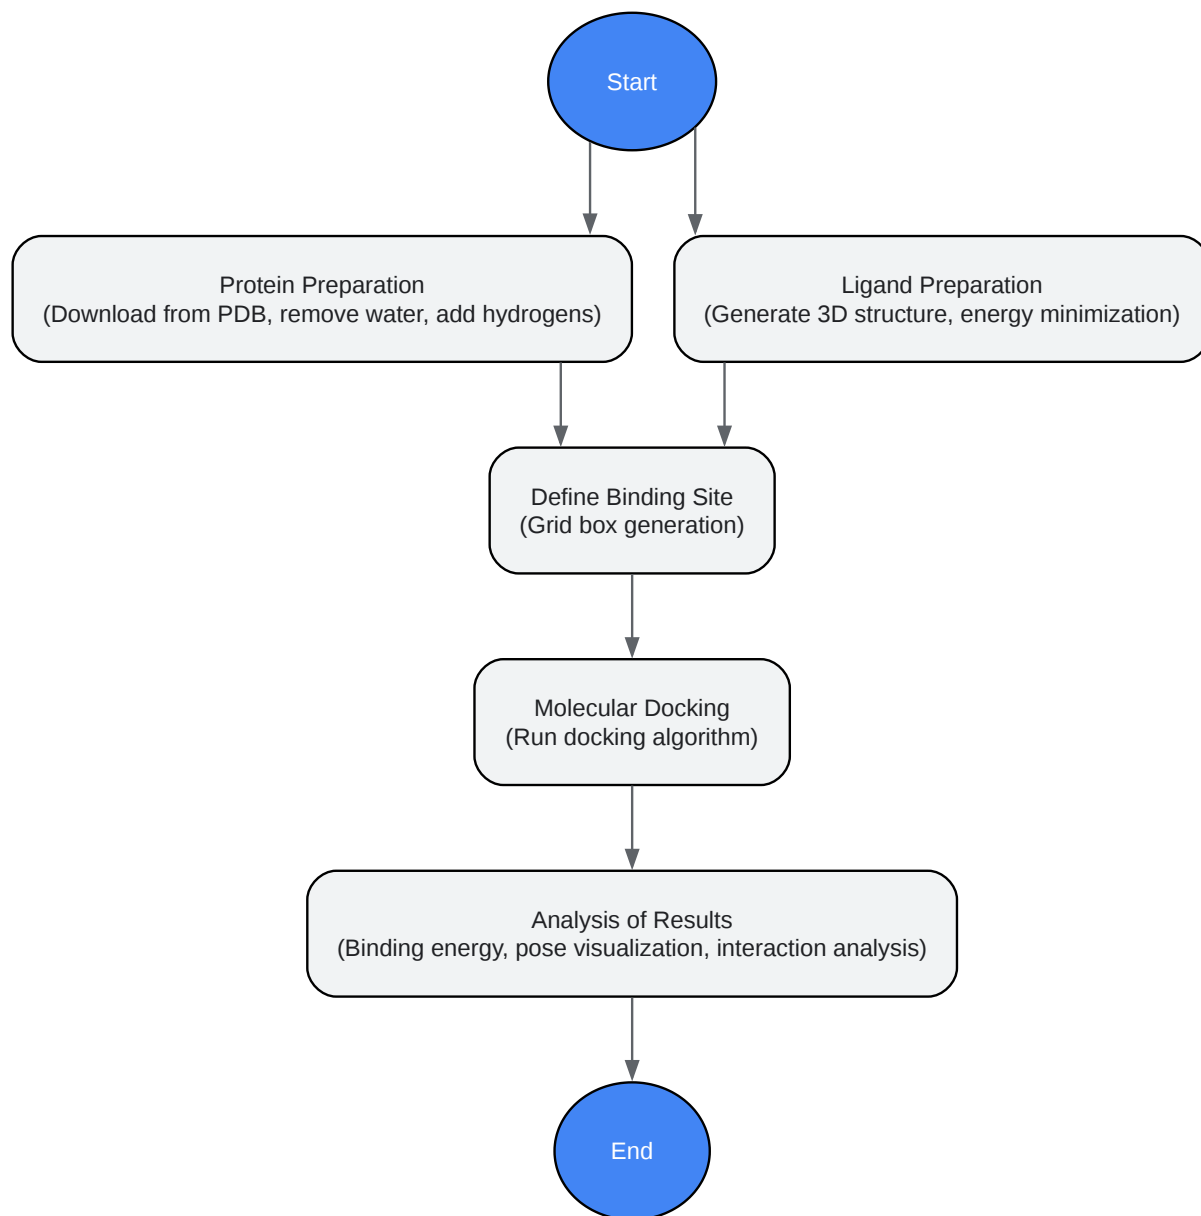 Start
Protein Preparation
(Download from PDB, remove water, add hydrogens)
Ligand Preparation
(Generate 3D structure, energy minimization)
Define Binding Site
(Grid box generation)
Molecular Docking
(Run docking algorithm)
Analysis of Results
(Binding energy, pose visualization, interaction analysis)
End